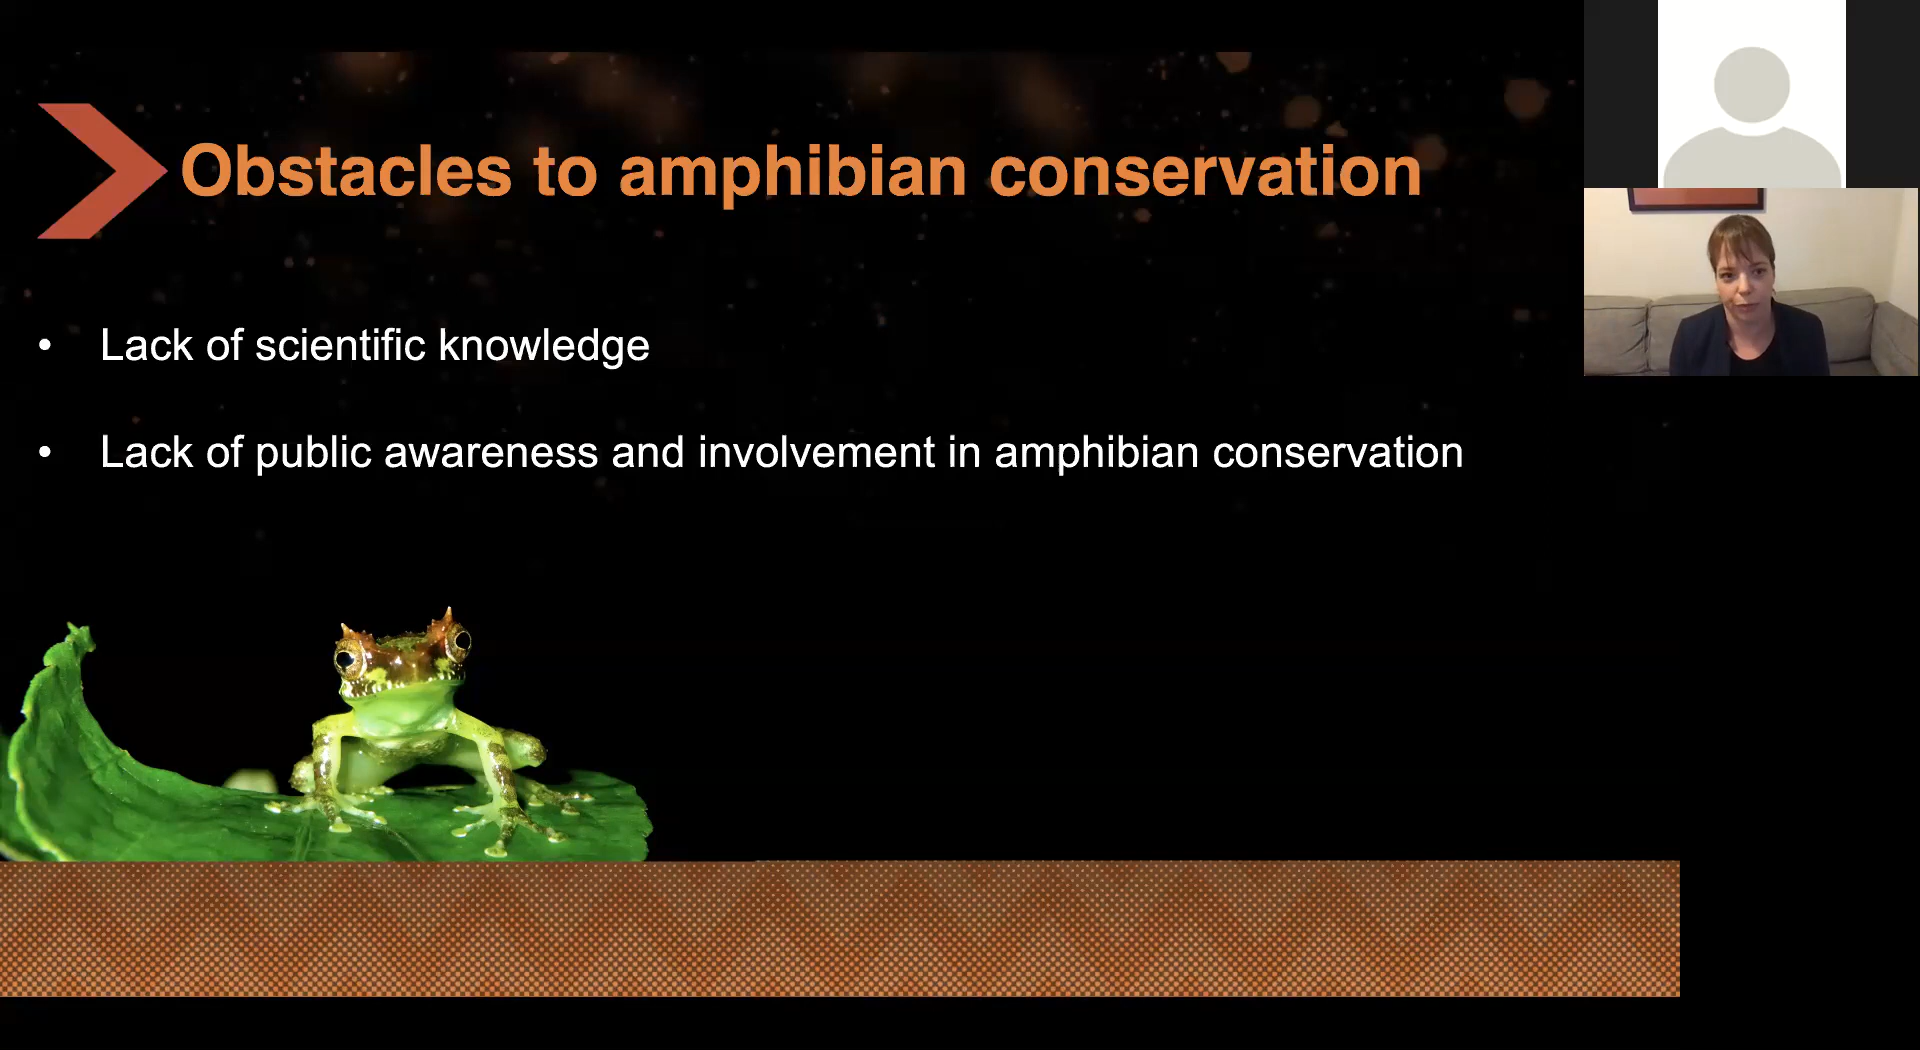 Obstacles to amphibian conservation
• Lack of scientific knowledge
• Lack of public awareness and involvement in amphibian conservation